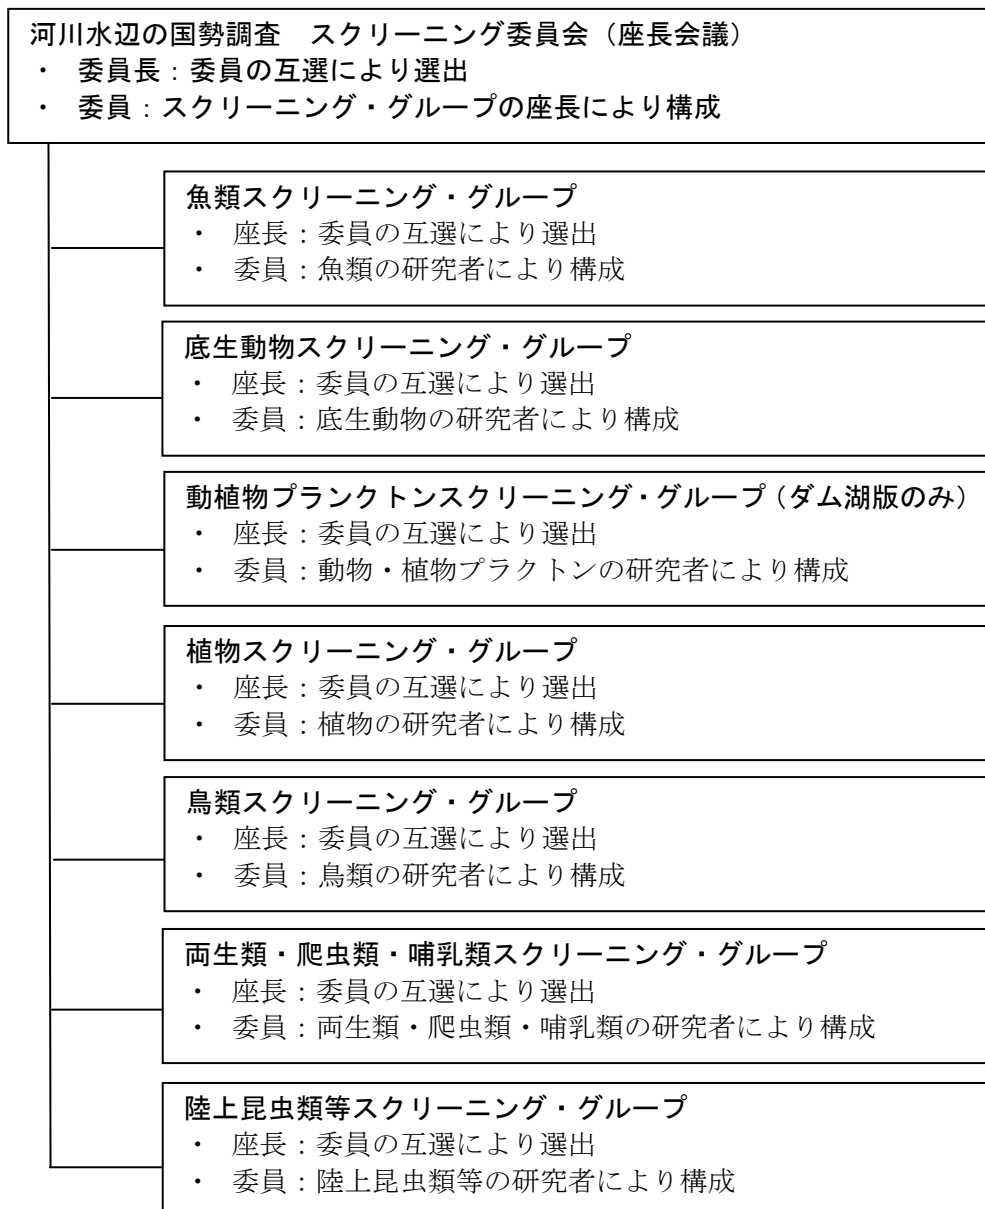 河川水辺の国勢調査　スクリーニング委員会（座長会議）
・ 委員長：委員の互選により選出
・ 委員：スクリーニング・グループの座長により構成
魚類スクリーニング・グループ
・ 座長：委員の互選により選出
・ 委員：魚類の研究者により構成
底生動物スクリーニング・グループ
・ 座長：委員の互選により選出
・ 委員：底生動物の研究者により構成
動植物プランクトンスクリーニング・グループ（ダム湖版のみ）
・ 座長：委員の互選により選出
・ 委員：動物・植物プラクトンの研究者により構成
植物スクリーニング・グループ
・ 座長：委員の互選により選出
・ 委員：植物の研究者により構成
鳥類スクリーニング・グループ
・ 座長：委員の互選により選出
・ 委員：鳥類の研究者により構成
両生類・爬虫類・哺乳類スクリーニング・グループ
・ 座長：委員の互選により選出
・ 委員：両生類・爬虫類・哺乳類の研究者により構成
陸上昆虫類等スクリーニング・グループ
・ 座長：委員の互選により選出
・ 委員：陸上昆虫類等の研究者により構成